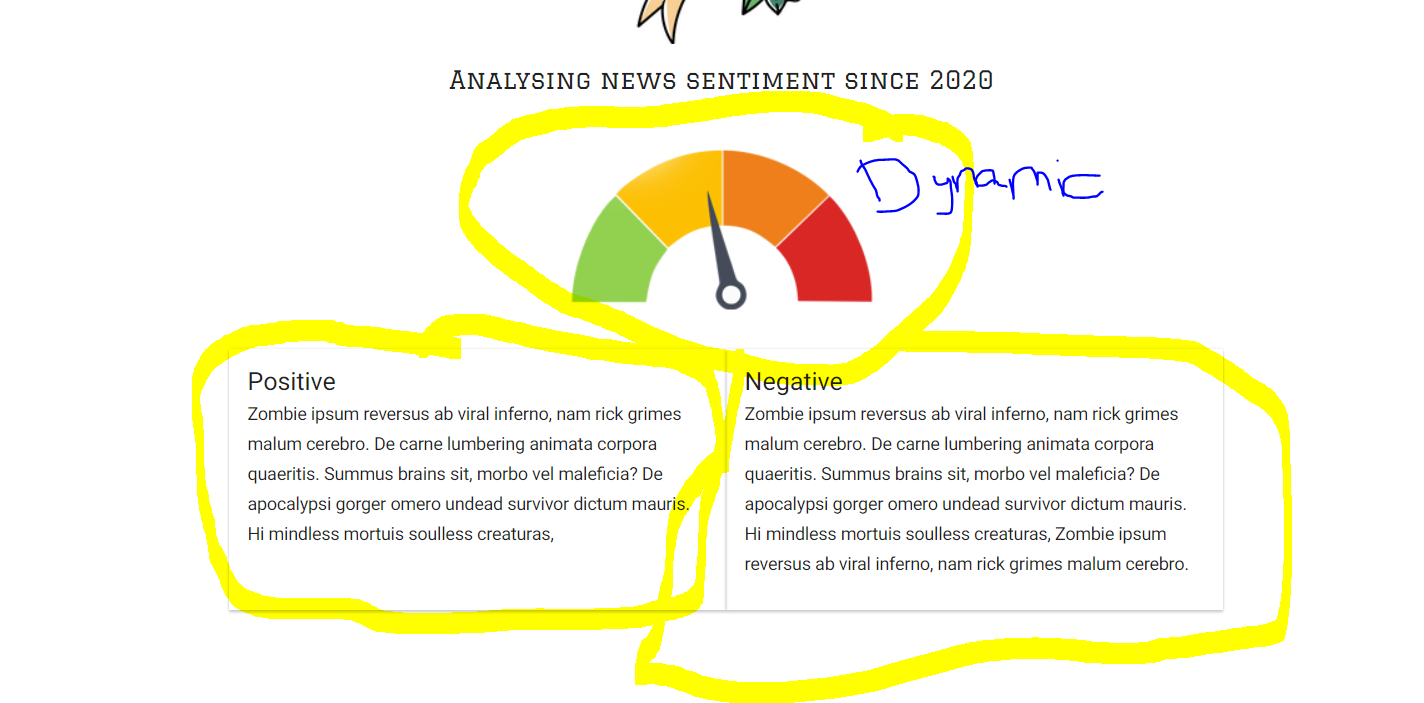 Analysing news sentiment since 2020
Dynamic
Positive
Zombie ipsum reversus ab viral inferno, nam rick grimes
malum cerebro. De carne lumbering animata corpora
quaeritis. Summus brains sit, morbo vel maleficia? De
apocalypsi gorger omero undead survivor dictum mauris.
Hi mindless mortuis soulless creaturas,
Negative
Zombie ipsum reversus ab viral inferno, nam rick grimes
malum cerebro. De carne lumbering animata corpora
quaeritis. Summus brains sit, morbo vel maleficia? De
apocalypsi gorger omero undead survivor dictum mauris.
Hi mindless mortuis soulless creaturas, Zombie ipsum
reversus ab viral inferno, nam rick grimes malum cerebro.